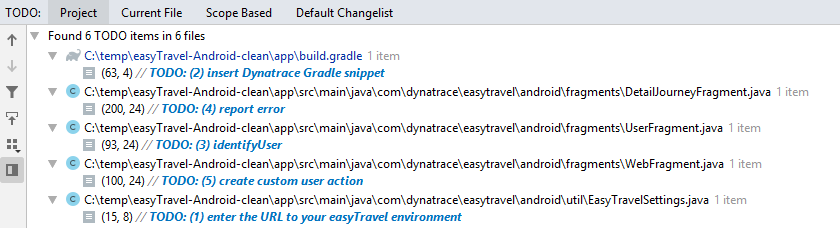 TODO: Project Current File Scope Based Default Changelist
Found 6 TODO items in 6 files
C:\temp\easyTravel-Android-clean\app\build.gradle 1 item
(63, 4) // TODO: (2) insert Dynatrace Gradle snippet
C:\temp\easyTravel-Android-clean\app\src\main\java\com\dynatrace\easytravel\android\fragments\DetailJourneyFragment.java 1 item
(200, 24) // TODO: (4) report error
C:\temp\easyTravel-Android-clean\app\src\main\java\com\dynatrace\easytravel\android\fragments\UserFragment.java 1 item
(93, 24) // TODO: (3) identifyUser
C:\temp\easyTravel-Android-clean\app\src\main\java\com\dynatrace\easytravel\android\fragments\WebFragment.java 1 item
(100, 24) // TODO: (5) create custom user action
C:\temp\easyTravel-Android-clean\app\src\main\java\com\dynatrace\easytravel\android\util\EasyTravelSettings.java 1 item
(15, 8) // TODO: (1) enter the URL to your easyTravel environment